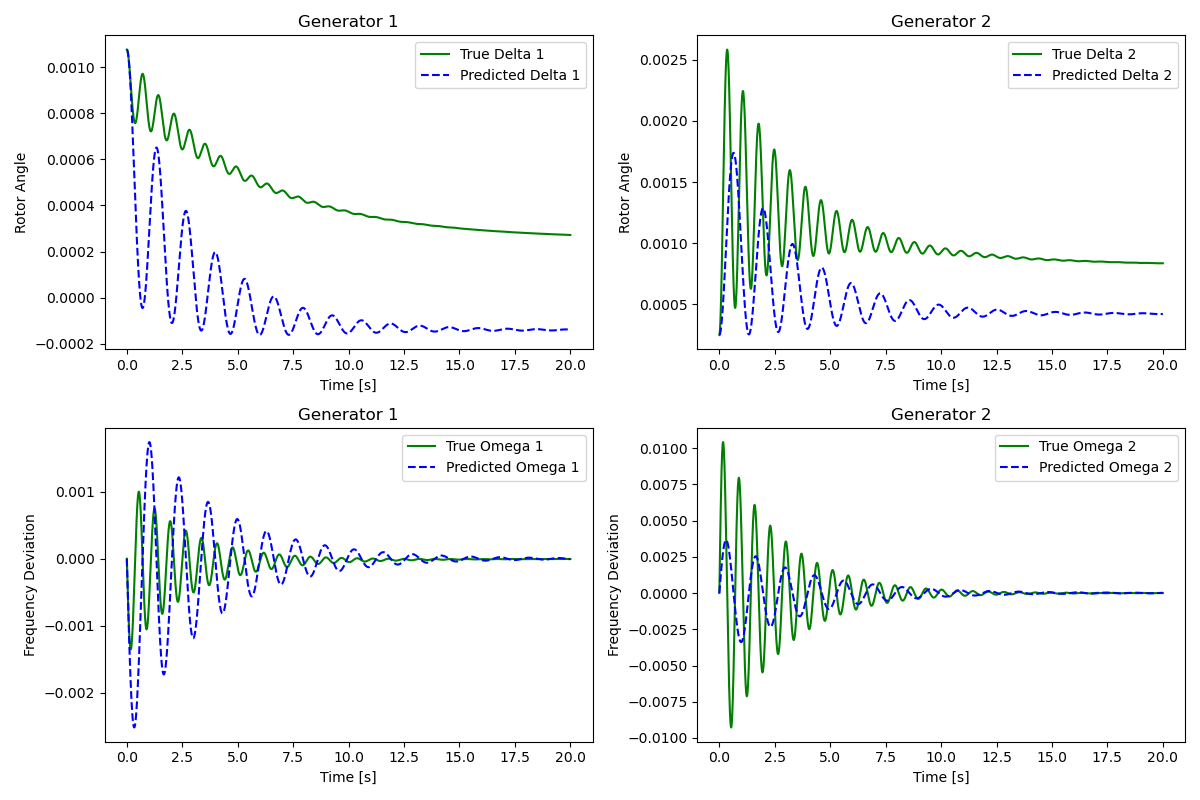 Generator 1
True Delta 1
Predicted Delta 1
Rotor Angle
0.0010
0.0008
0.0006
0.0004
0.0002
0.0000
−0.0002
0.0 2.5 5.0 7.5 10.0 12.5 15.0 17.5 20.0
Time [s]
Generator 2
True Delta 2
Predicted Delta 2
Rotor Angle
0.0025
0.0020
0.0015
0.0010
0.0005
0.0 2.5 5.0 7.5 10.0 12.5 15.0 17.5 20.0
Time [s]
Generator 1
True Omega 1
Predicted Omega 1
Frequency Deviation
0.001
0.000
−0.001
−0.002
0.0 2.5 5.0 7.5 10.0 12.5 15.0 17.5 20.0
Time [s]
Generator 2
True Omega 2
Predicted Omega 2
Frequency Deviation
0.0100
0.0075
0.0050
0.0025
0.0000
−0.0025
−0.0050
−0.0075
−0.0100
0.0 2.5 5.0 7.5 10.0 12.5 15.0 17.5 20.0
Time [s]